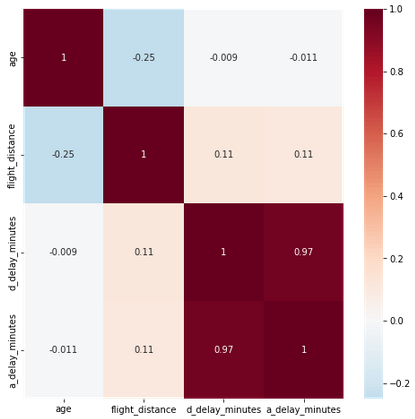 1.0
age 1 -0.25 -0.009 -0.011
0.8
flight_distance -0.25 1 0.11 0.11
0.6
0.4
d_delay_minutes -0.009 0.11 1 0.97
0.2
0.0
a_delay_minutes -0.011 0.11 0.97 1
-0.2
age flight_distance d_delay_minutes a_delay_minutes